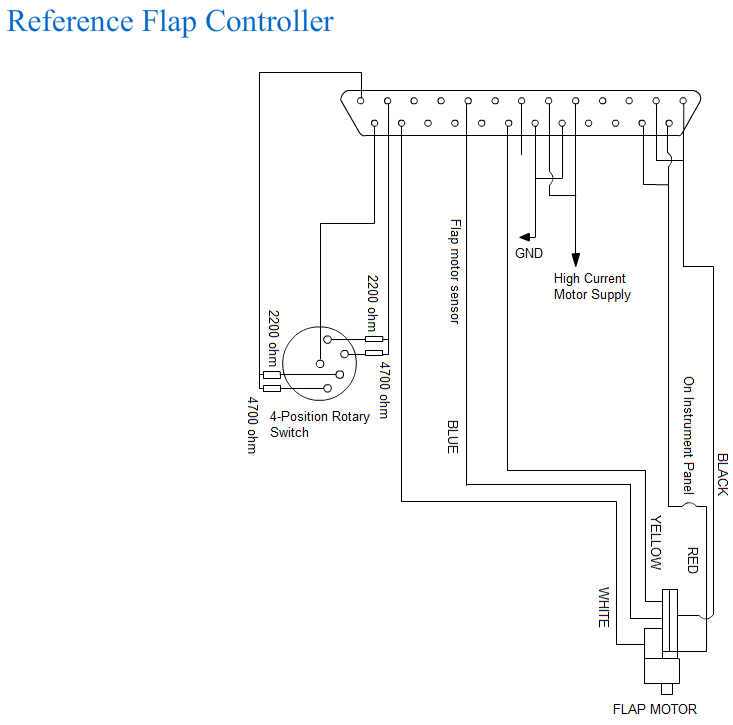 Reference Flap Controller
GND
High Current
Motor Supply
Flap motor sensor
2200 ohm
2200 ohm
4700 ohm
4700 ohm
4-Position Rotary
Switch
On Instrument Panel
BLUE
BLACK
YELLOW
RED
WHITE
FLAP MOTOR